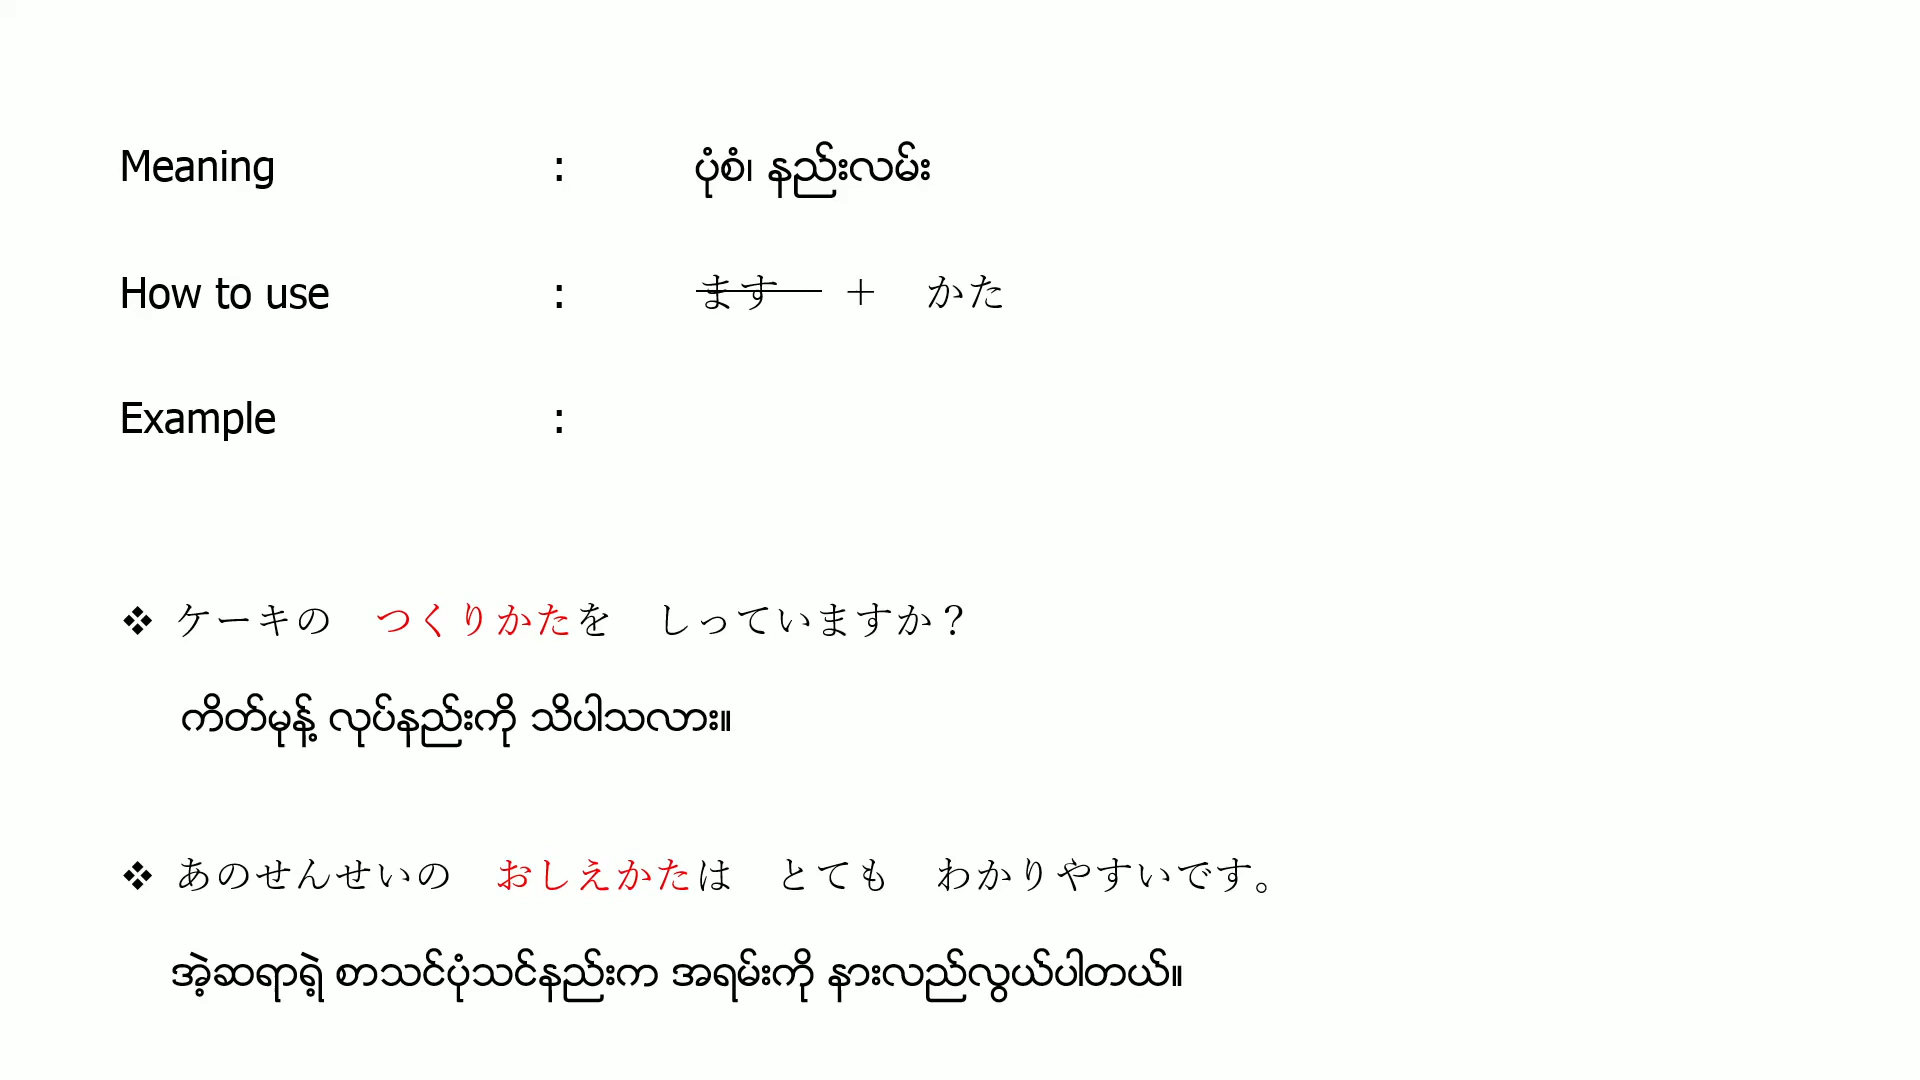 Meaning : ပုံစံ၊ နည်းလမ်း
How to use : ます　＋　かた
Example :
❖ ケーキの　つくりかたを　しっていますか？
ကိတ်မုန့် လုပ်နည်းကို သိပါသလား။
❖ あのせんせいの　おしえかたは　とても　わかりやすいです。
အဲ့ဆရာရဲ့ စာသင်ပုံသင်နည်းက အရမ်းကို နားလည်လွယ်ပါတယ်။